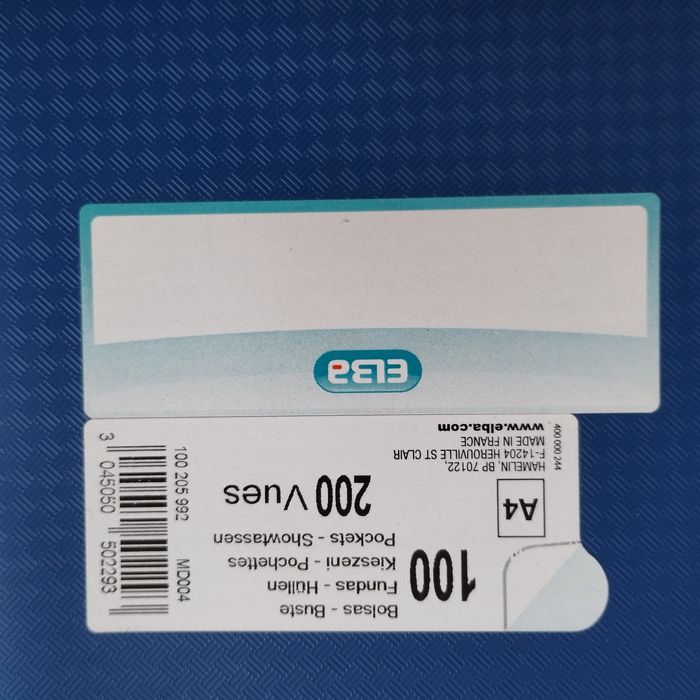 100
Bolsas - Buste
Fundas - Hüllen
Kieszeni - Pochettes
Pockets - Showtassen
200 Vues
A4
HAMELIN, BP 70122,
F-14204 HEROUVILLE ST CLAIR
MADE IN FRANCE
www.elba.com
400 000 244
MD004
100 205 992
3 045050 502293
ELBa